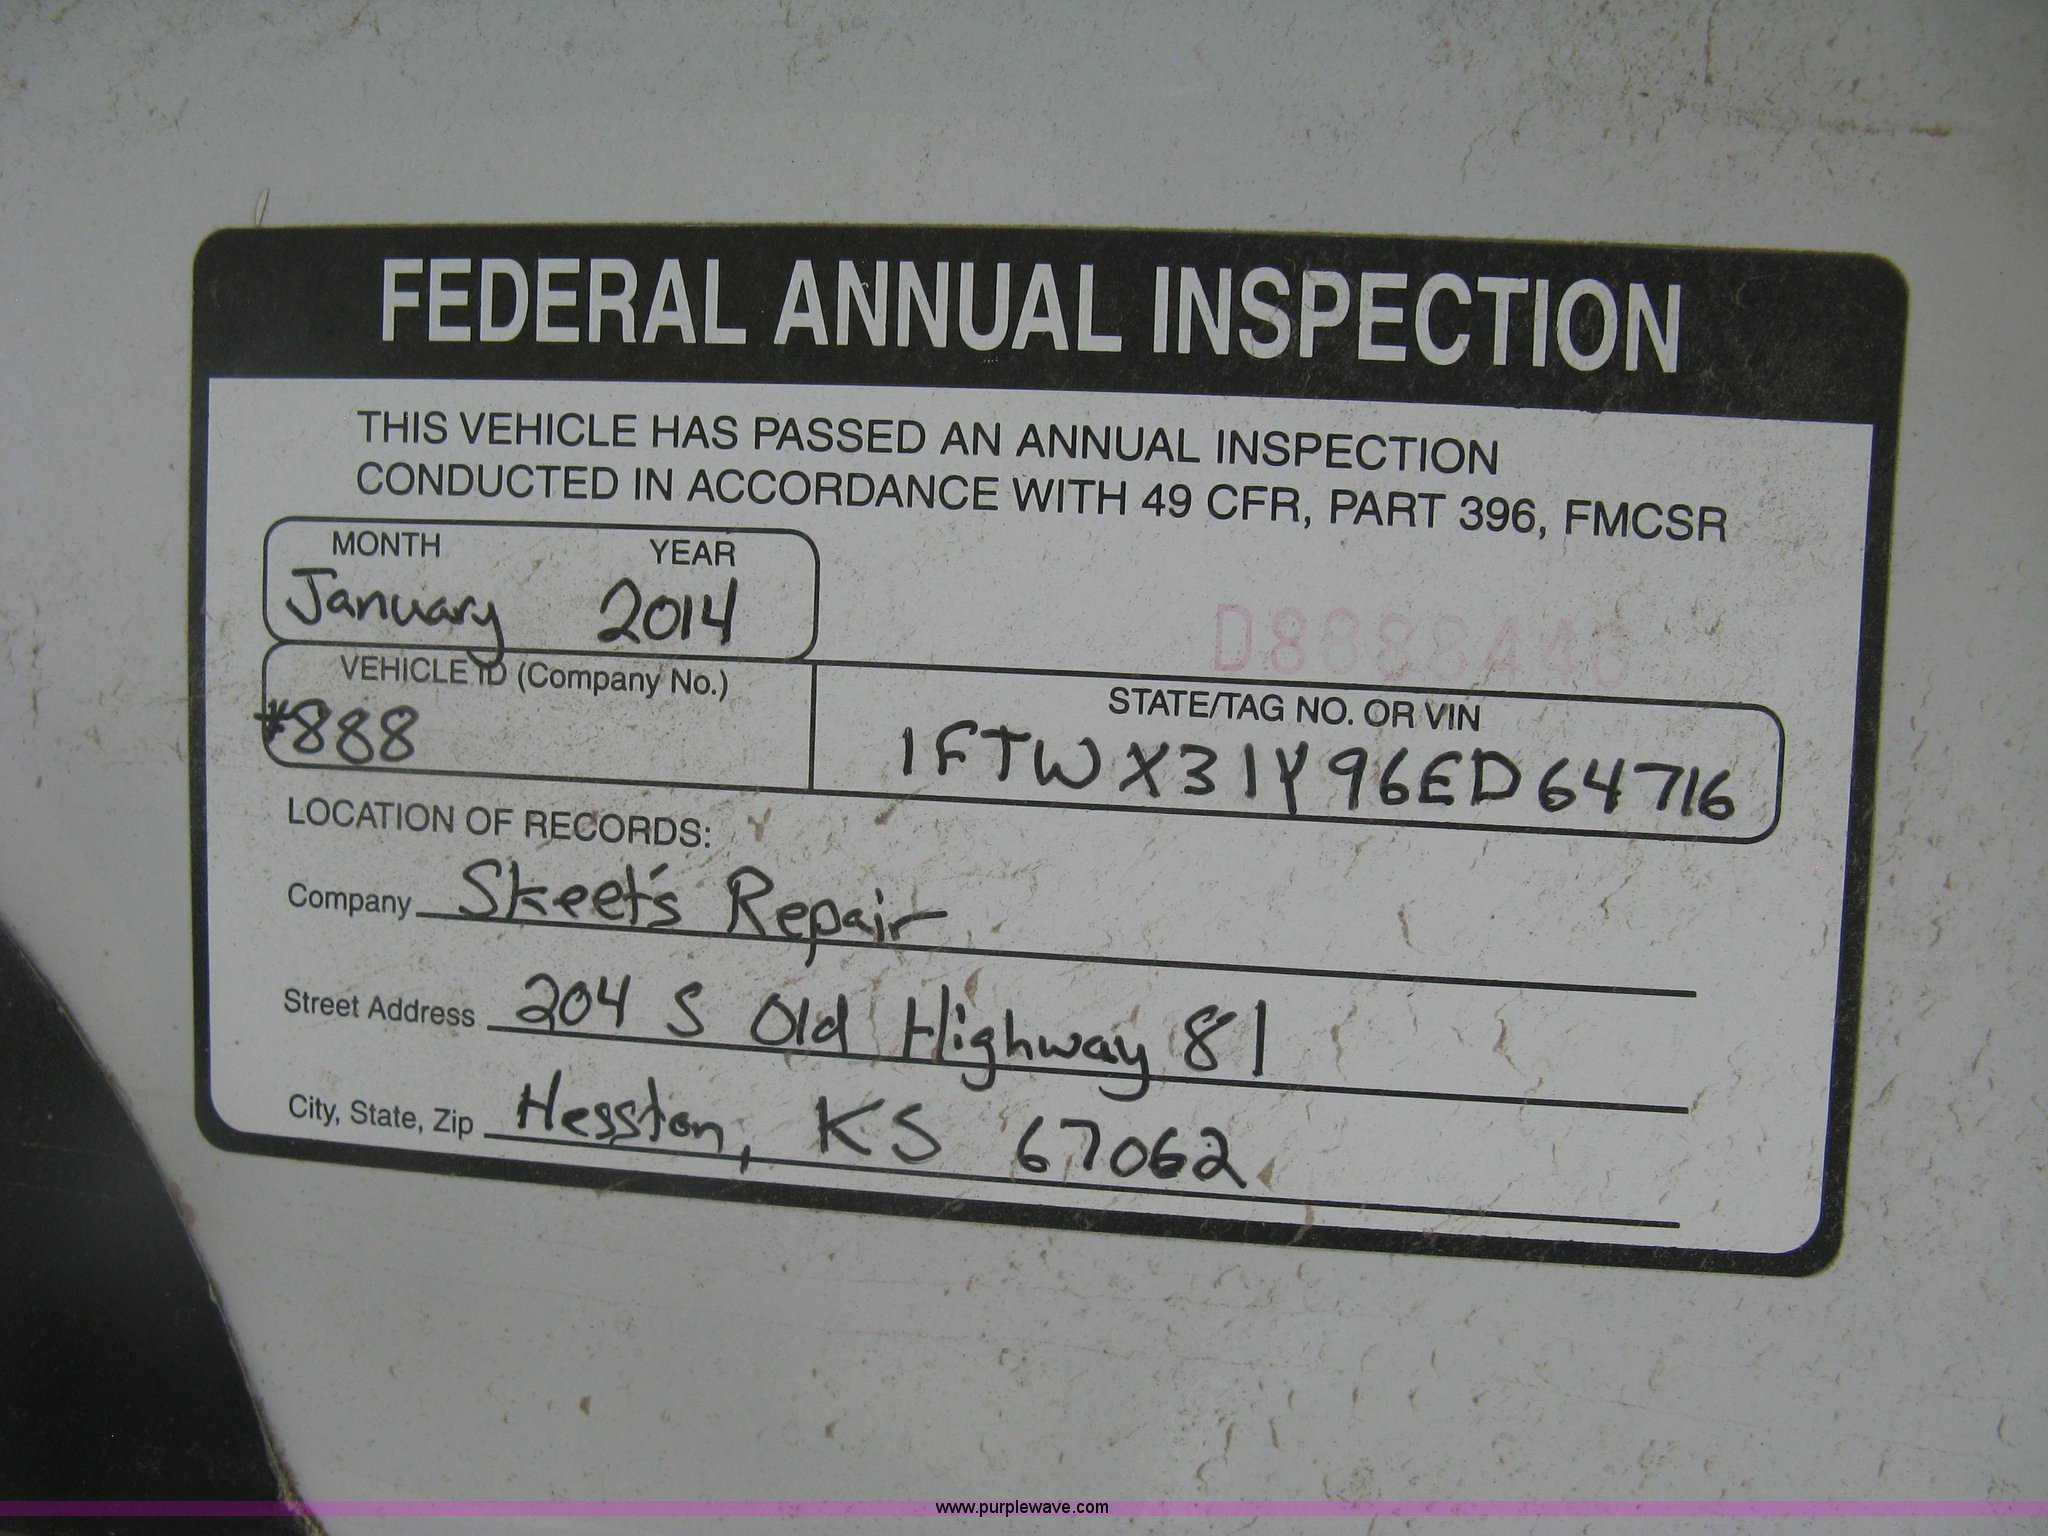 FEDERAL ANNUAL INSPECTION
THIS VEHICLE HAS PASSED AN ANNUAL INSPECTION
CONDUCTED IN ACCORDANCE WITH 49 CFR, PART 396, FMCSR
MONTH YEAR
January 2014
D8888446
VEHICLE ID (Company No.)
#888
STATE/TAG NO. OR VIN
1FTWX31Y96ED64716
LOCATION OF RECORDS:
Company Skeet's Repair
Street Address 204 S Old Highway 81
City, State, Zip Hesston, KS 67062
www.purplewave.com